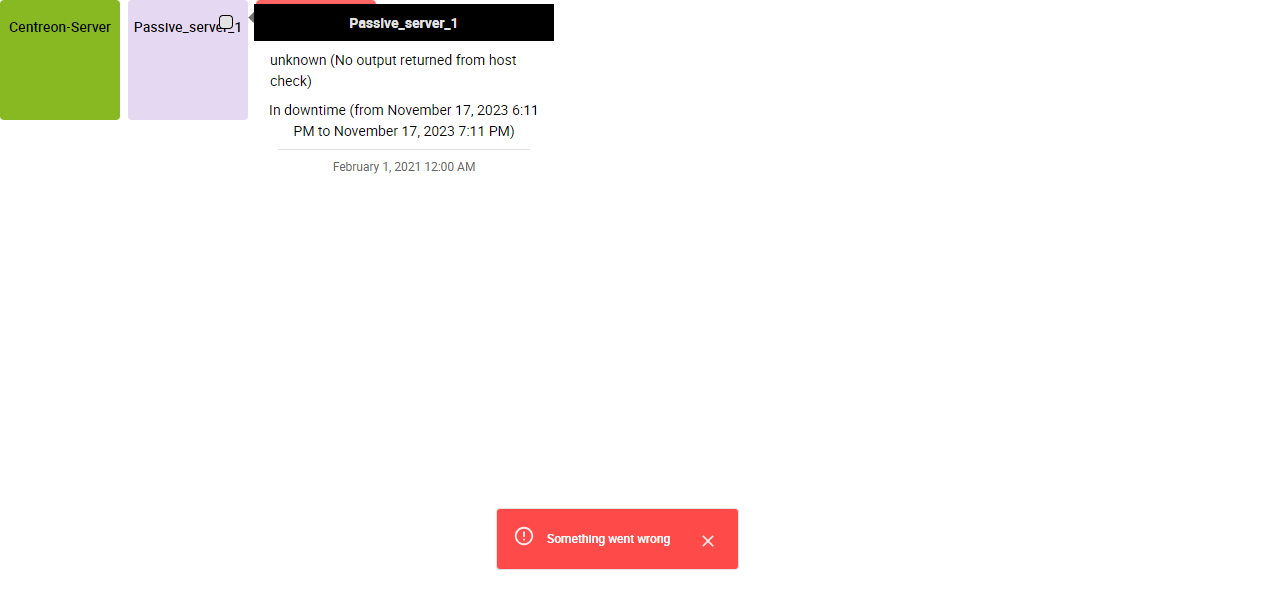 Centreon-Server
Passive_server_1
Passive_server_1
unknown (No output returned from host
check)
In downtime (from November 17, 2023 6:11
PM to November 17, 2023 7:11 PM)
February 1, 2021 12:00 AM
Something went wrong